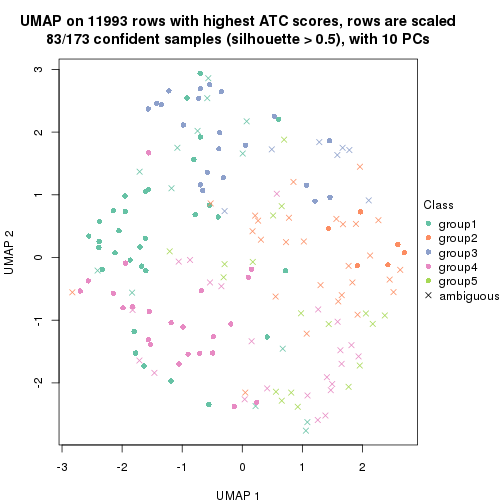 UMAP on 11993 rows with highest ATC scores, rows are scaled
83/173 confident samples (silhouette > 0.5), with 10 PCs
3
2
1
0
-1
-2
UMAP 2
-3
-2
-1
0
1
2
UMAP 1
Class
group1
group2
group3
group4
group5
ambiguous